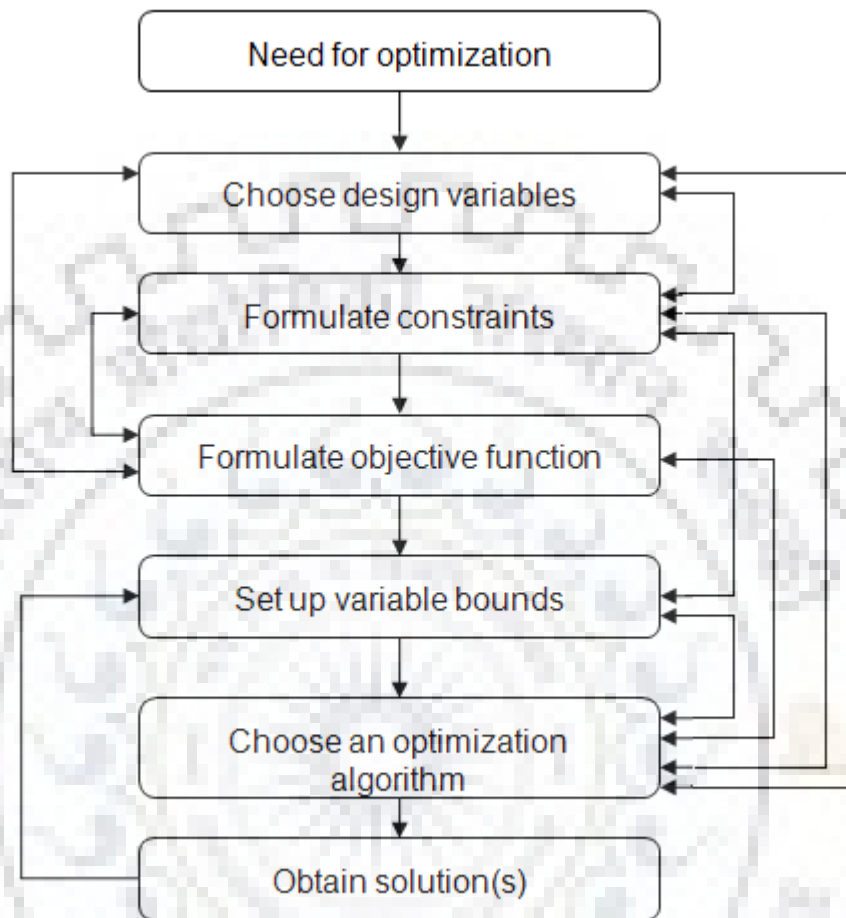 Need for optimization
Choose design variables
Formulate constraints
Formulate objective function
Set up variable bounds
Choose an optimization
algorithm
Obtain solution(s)